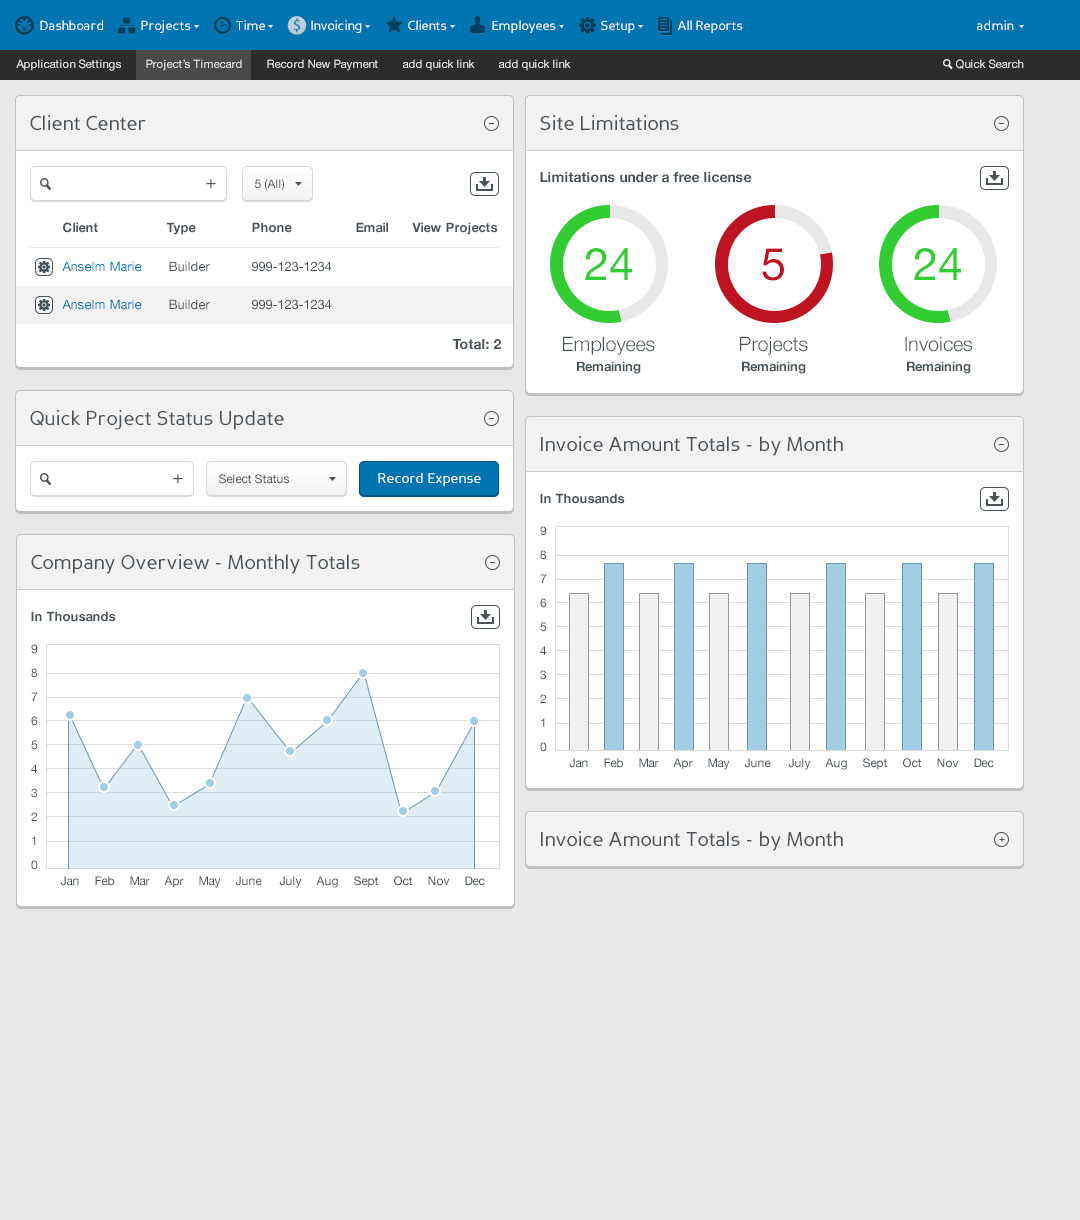 Dashboard Projects Time Invoicing Clients Employees Setup All Reports admin
Application Settings Project's Timecard Record New Payment add quick link add quick link Quick Search
Client Center
5 (All)
Client Type Phone Email View Projects
Anselm Marie Builder 999-123-1234
Anselm Marie Builder 999-123-1234
Total: 2
Quick Project Status Update
Select Status Record Expense
Company Overview - Monthly Totals
In Thousands
9
8
7
6
5
4
3
2
1
0
Jan Feb Mar Apr May June July Aug Sept Oct Nov Dec
Site Limitations
Limitations under a free license
24 5 24
Employees Projects Invoices
Remaining Remaining Remaining
Invoice Amount Totals - by Month
In Thousands
9
8
7
6
5
4
3
2
1
0
Jan Feb Mar Apr May June July Aug Sept Oct Nov Dec
Invoice Amount Totals - by Month